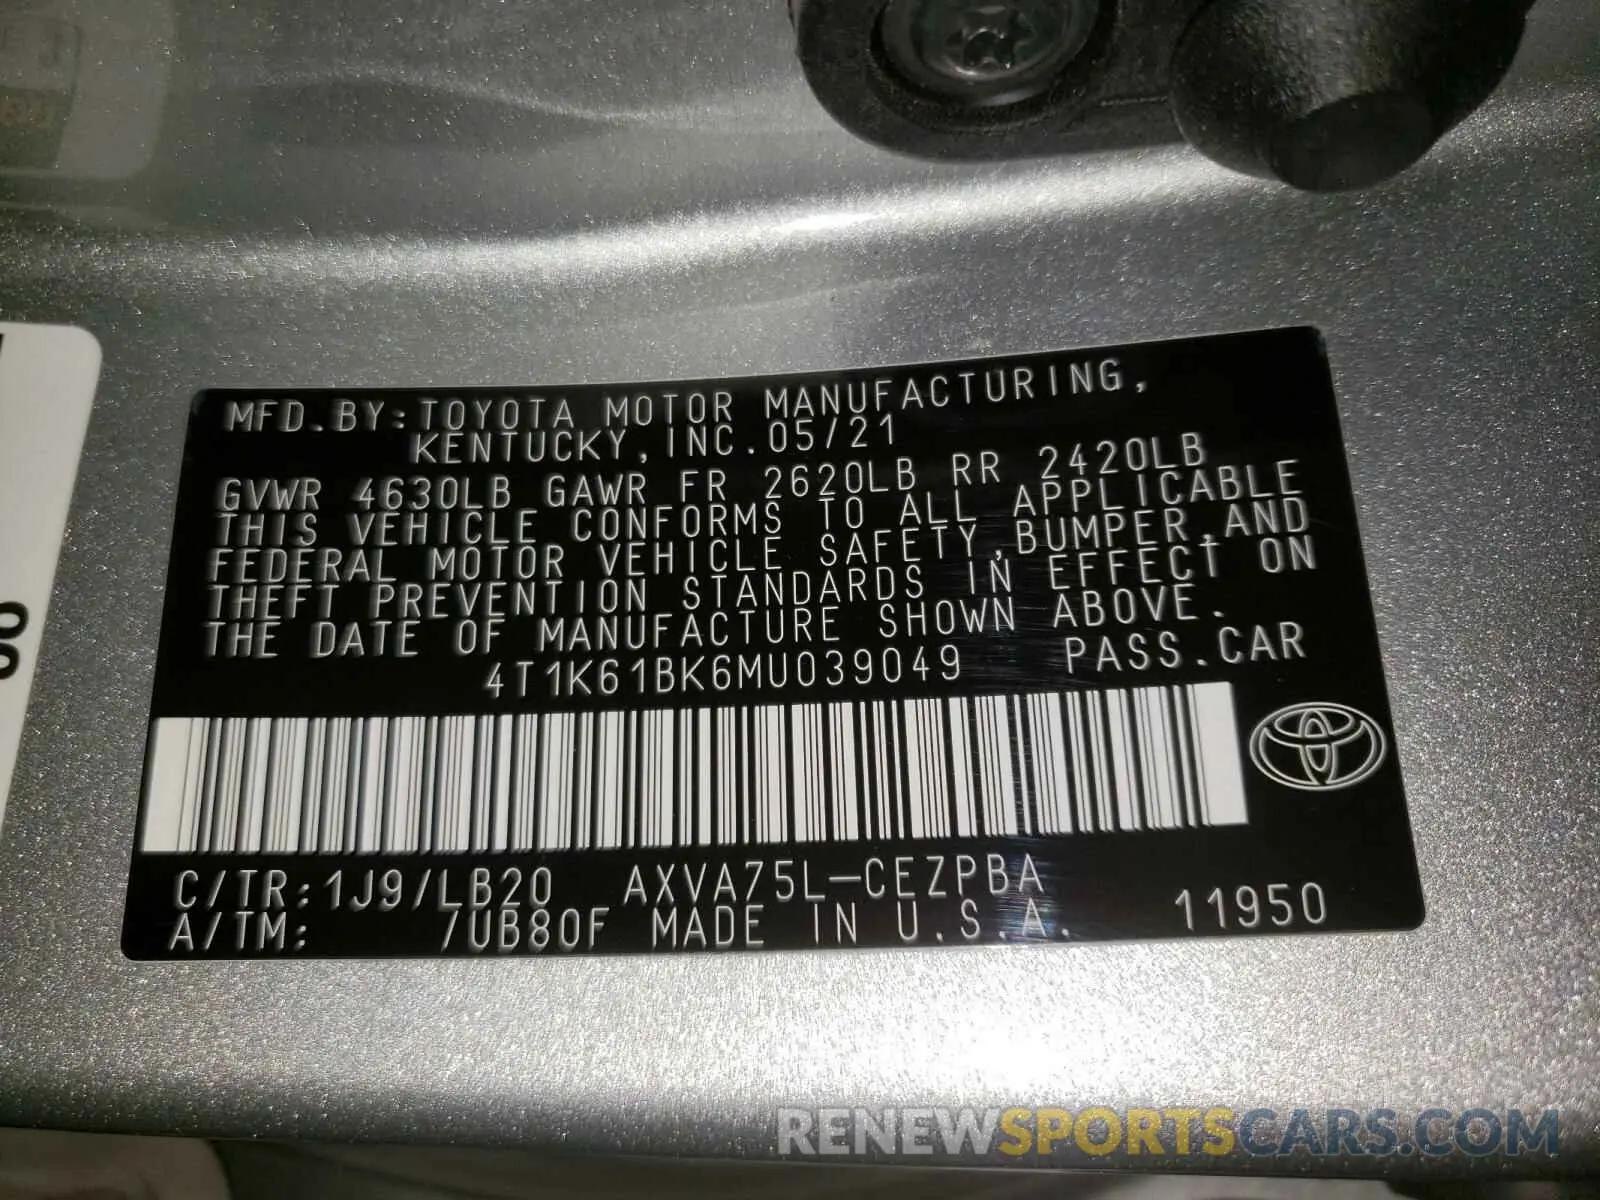 MFD.BY:TOYOTA MOTOR MANUFACTURING,
KENTUCKY,INC.05/21
GVWR 4630LB GAWR FR 2620LB RR 2420LB
THIS VEHICLE CONFORMS TO ALL APPLICABLE
FEDERAL MOTOR VEHICLE SAFETY,BUMPER,AND
THEFT PREVENTION STANDARDS IN EFFECT ON
THE DATE OF MANUFACTURE SHOWN ABOVE.
4T1K61BK6MU039049 PASS.CAR
C/TR:1J9/LB20 AXVA75L-CEZPBA
A/TM: /UB80F MADE IN U.S.A. 11950
RENEWSPORTSCARS.COM